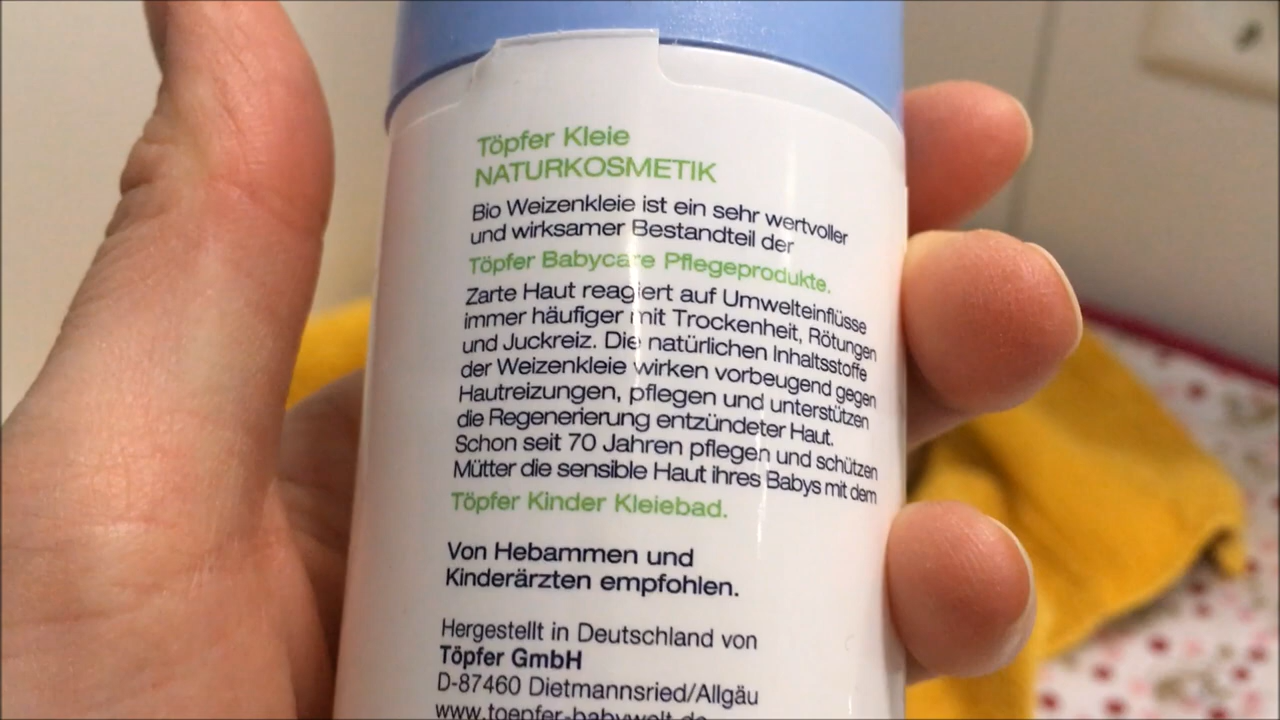 Töpfer Kleie
NATURKOSMETIK
Bio Weizenkleie ist ein sehr wertvoller
und wirksamer Bestandteil der
Töpfer Babycare Pflegeprodukte.
Zarte Haut reagiert auf Umwelteinflüsse
immer häufiger mit Trockenheit, Rötungen
und Juckreiz. Die natürlichen Inhaltsstoffe
der Weizenkleie wirken vorbeugend gegen
Hautreizungen, pflegen und unterstützen
die Regenerierung entzündeter Haut.
Schon seit 70 Jahren pflegen und schützen
Mütter die sensible Haut ihres Babys mit dem
Töpfer Kinder Kleiebad.
Von Hebammen und
Kinderärzten empfohlen.
Hergestellt in Deutschland von
Töpfer GmbH
D-87460 Dietmannsried/Allgäu
www.toepfer-babywelt.de